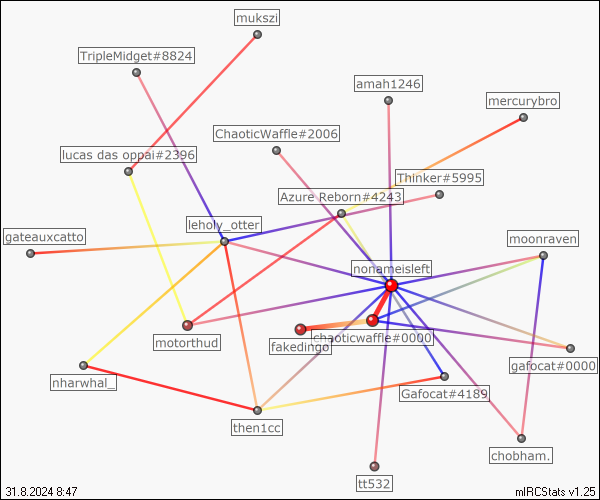 mukszi
TripleMidget#8824
amah1246
mercurybro
ChaoticWaffle#2006
lucas das oppai#2396
Thinker#5995
Azure Reborn#4243
leholy_otter
gateauxcatto
moonraven
nonameisleft
chaoticwaffle#0000
motorthud
fakedingo
gafocat#0000
nharwhal_
Gafocat#4189
then1cc
chobham.
tt532
31.8.2024 8:47
mIRCStats v1.25